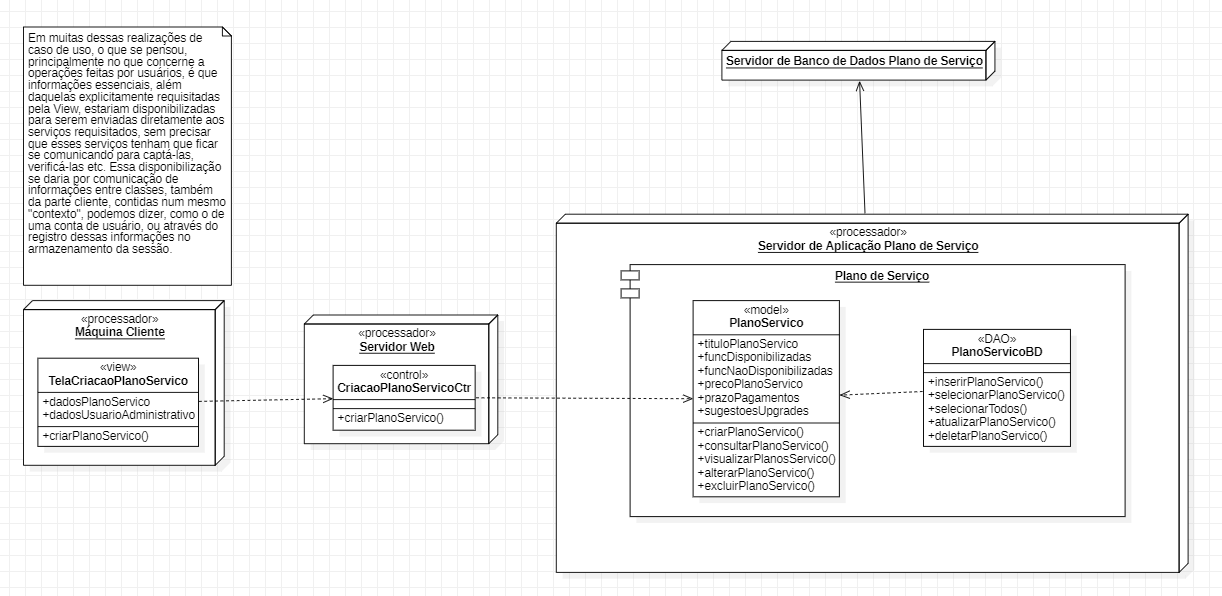 Em muitas dessas realizações de
caso de uso, o que se pensou,
principalmente no que concerne a
operações feitas por usuários, é que
informações essenciais, além
daquelas explicitamente requisitadas
pela View, estariam disponibilizadas
para serem enviadas diretamente aos
serviços requisitados, sem precisar
que esses serviços tenham que ficar
se comunicando para captá-las,
verificá-las etc. Essa disponibilização
se daria por comunicação de
informações entre classes, também
da parte cliente, contidas num mesmo
"contexto", podemos dizer, como o de
uma conta de usuário, ou através do
registro dessas informações no
armazenamento da sessão.
Servidor de Banco de Dados Plano de Serviço
«processador»
Máquina Cliente
«view»
TelaCriacaoPlanoServico
+dadosPlanoServico
+dadosUsuarioAdministrativo
+criarPlanoServico()
«processador»
Servidor Web
«control»
CriacaoPlanoServicoCtr
+criarPlanoServico()
«processador»
Servidor de Aplicação Plano de Serviço
Plano de Serviço
«model»
PlanoServico
+tituloPlanoServico
+funcDisponibilizadas
+funcNaoDisponibilizadas
+precoPlanoServico
+prazoPagamentos
+sugestoesUpgrades
+criarPlanoServico()
+consultarPlanoServico()
+visualizarPlanosServico()
+alterarPlanoServico()
+excluirPlanoServico()
«DAO»
PlanoServicoBD
+inserirPlanoServico()
+selecionarPlanoServico()
+selecionarTodos()
+atualizarPlanoServico()
+deletarPlanoServico()